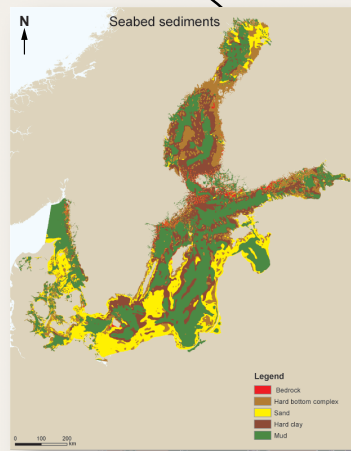 N
Seabed sediments
Legend
Bedrock
Hard bottom complex
Sand
Hard clay
Mud
0 100 200
km